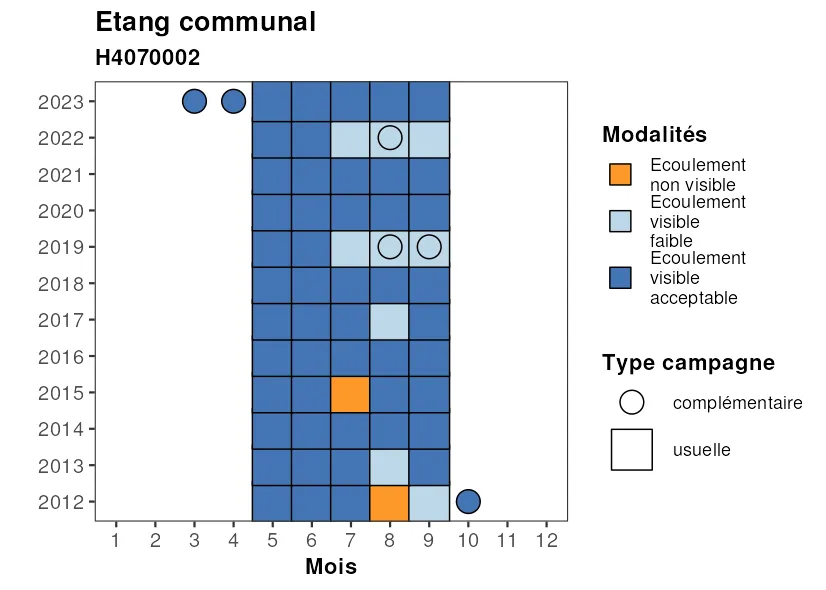 Etang communal
H4070002
2023
2022
2021
2020
2019
2018
2017
2016
2015
2014
2013
2012
1 2 3 4 5 6 7 8 9 10 11 12
Mois
Modalités
Ecoulement
non visible
Ecoulement
visible
faible
Ecoulement
visible
acceptable
Type campagne
complémentaire
usuelle